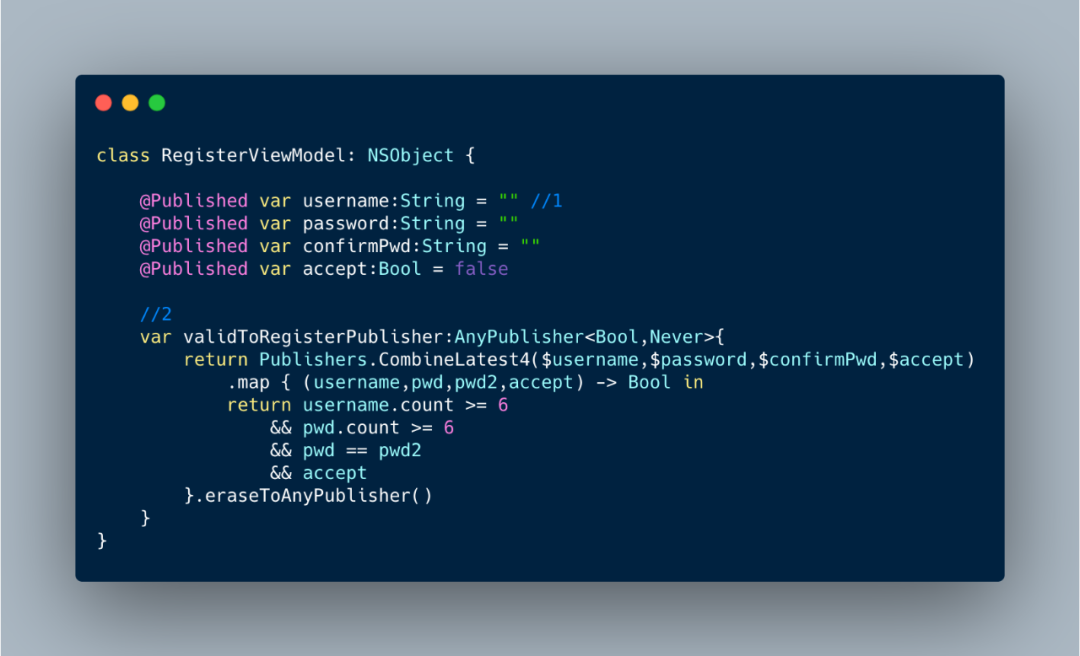 class RegisterViewModel: NSObject {
    @Published var username:String = "" //1
    @Published var password:String = ""
    @Published var confirmPwd:String = ""
    @Published var accept:Bool = false
    //2
    var validToRegisterPublisher:AnyPublisher<Bool,Never>{
        return Publishers.CombineLatest4($username,$password,$confirmPwd,$accept)
            .map { (username,pwd,pwd2,accept) -> Bool in
            return username.count >= 6
                && pwd.count >= 6
                && pwd == pwd2
                && accept
        }.eraseToAnyPublisher()
    }
}